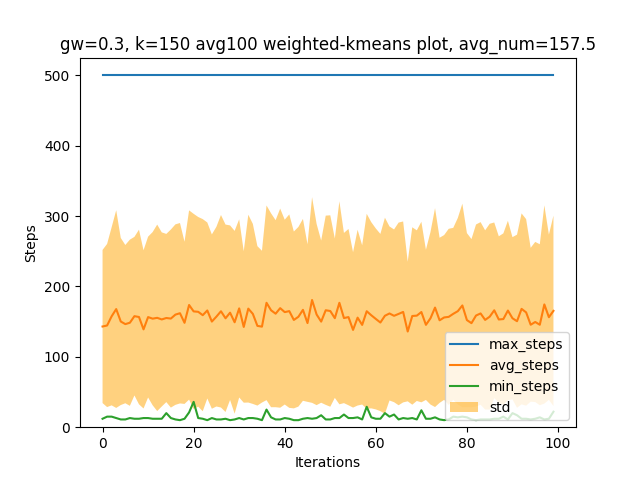 gw=0.3, k=150 avg100 weighted-kmeans plot, avg_num=157.5
500
400
300
200
100
0
Steps
max_steps
avg_steps
min_steps
std
0 20 40 60 80 100
Iterations